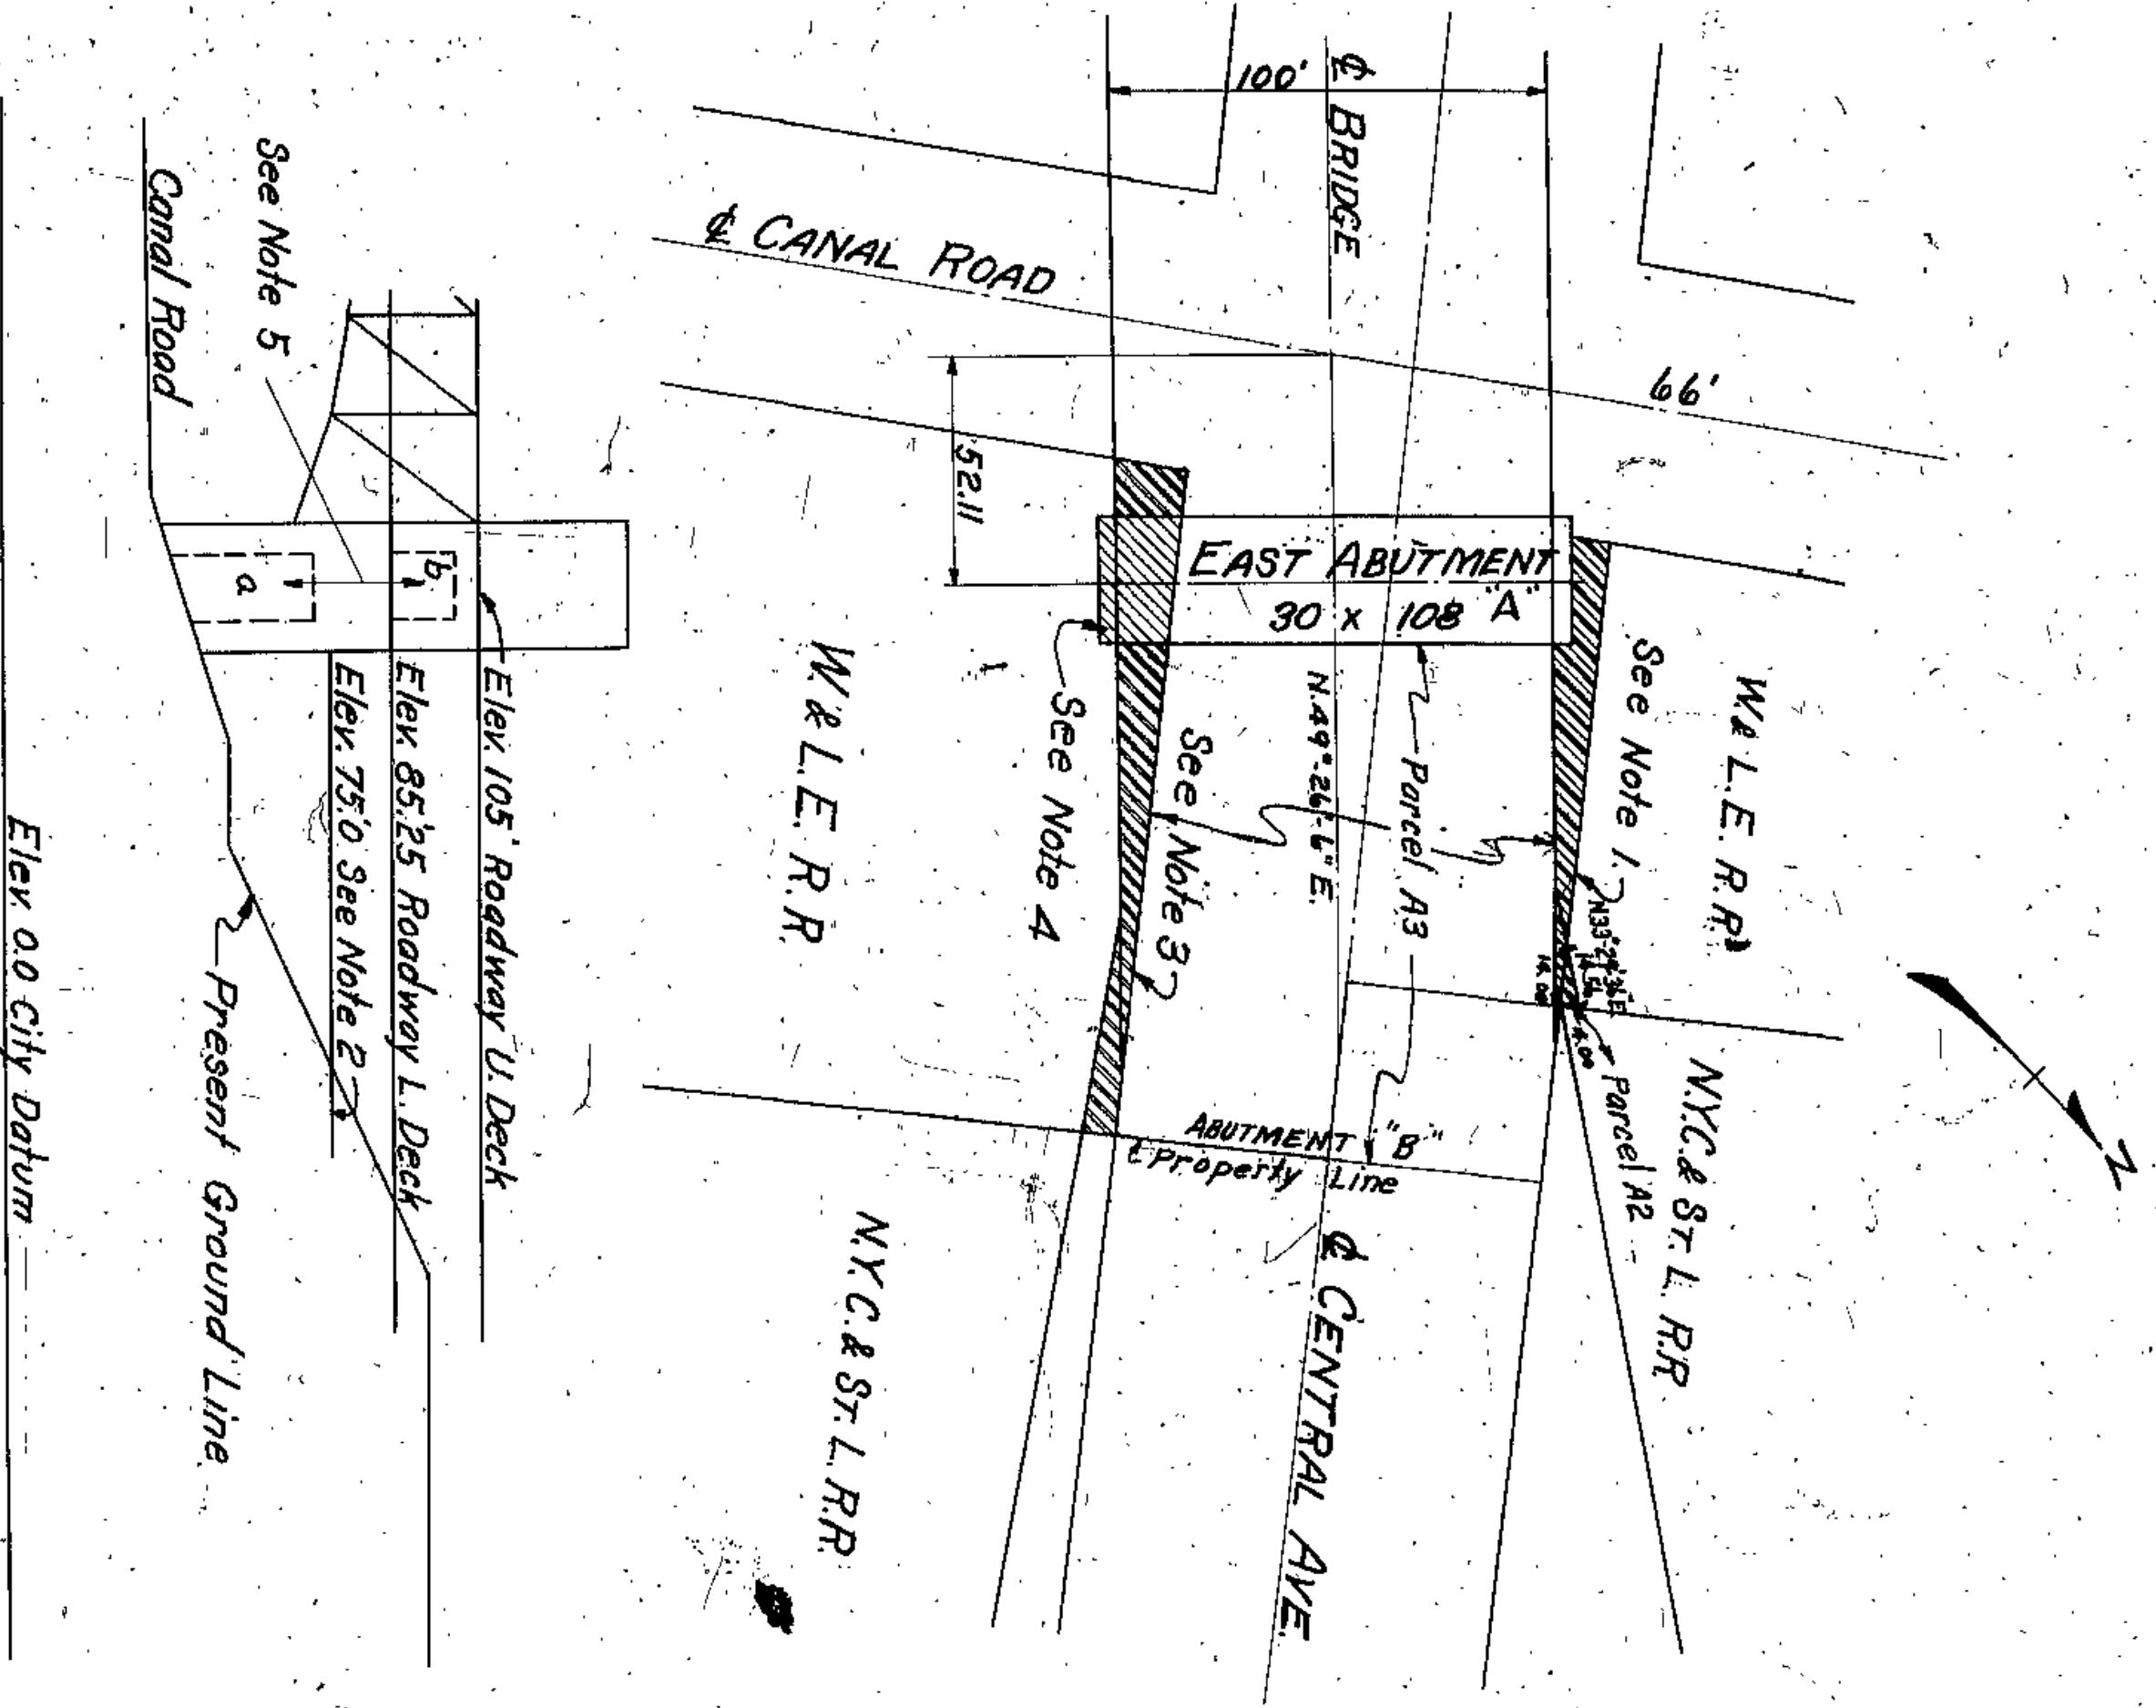 100'
℄ BRIDGE
℄ CANAL ROAD
66'
52.11
EAST ABUTMENT
30 x 108 "A"
See Note 1.
W. & L. E. R. R.
W. & L. E. R. R.
See Note 4
See Note 3
N.49°-26'-6" E.
Parcel A3
14.00
Parcel A2
N.Y.C. & ST. L. R.R.
N.Y.C. & ST. L. R.R.
ABUTMENT "B"
Property Line
℄ CENTRAL AVE.
N
See Note 5
Canal Road
a
b
Elev. 105' Roadway U. Deck
Elev. 85.25 Roadway L. Deck
Elev. 75.0 See Note 2
Present Ground Line
Elev. 0.0 City Datum